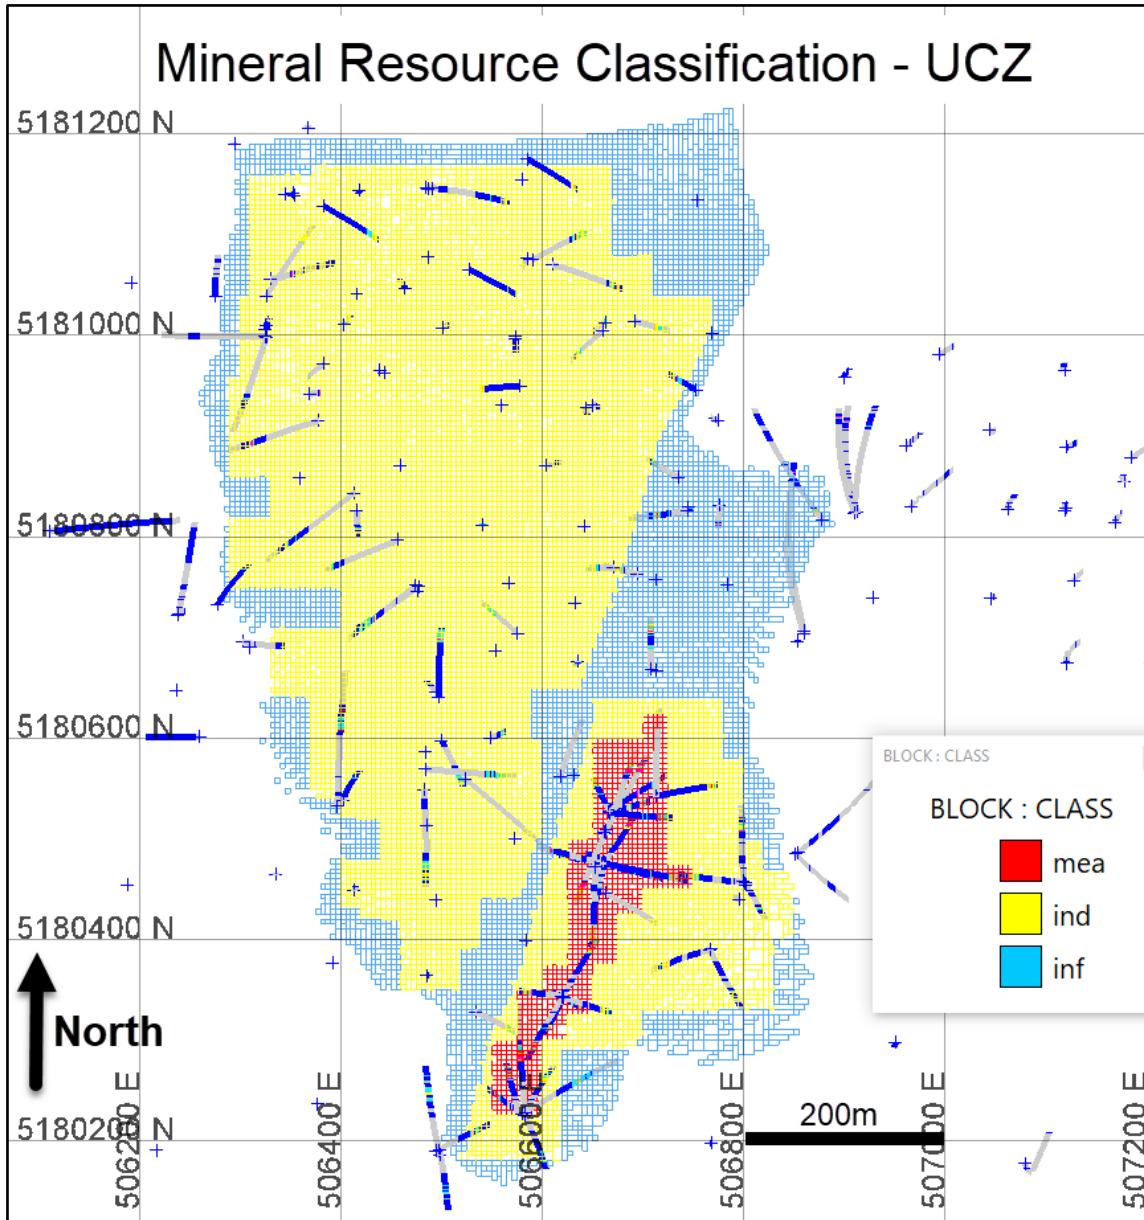 Mineral Resource Classification - UCZ
5181200 N
5181000 N
5180800 N
5180600 N
BLOCK : CLASS
BLOCK : CLASS
mea
ind
inf
5180400 N
North
200m
5180200 N
506200 E
506400 E
506600 E
506800 E
507000 E
507200 E